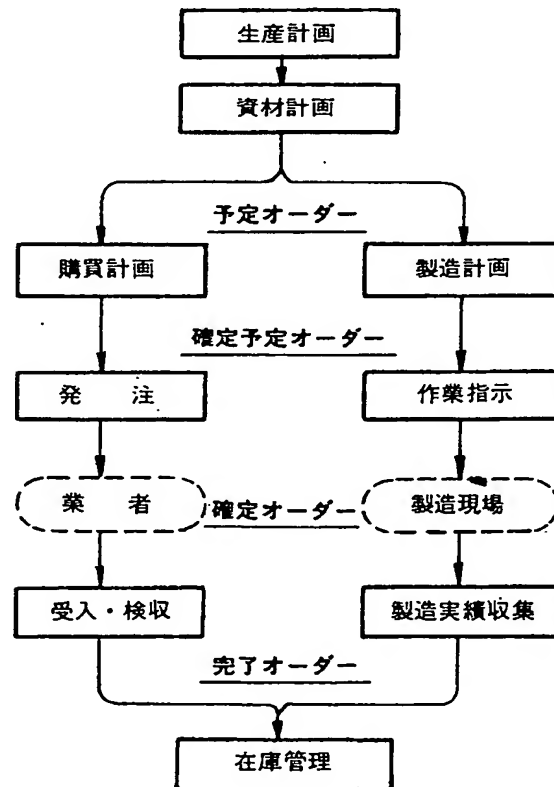 生産計画
資材計画
予定オーダー
購買計画
製造計画
確定予定オーダー
発注
作業指示
業者
確定オーダー
製造現場
受入・検収
製造実績収集
完了オーダー
在庫管理